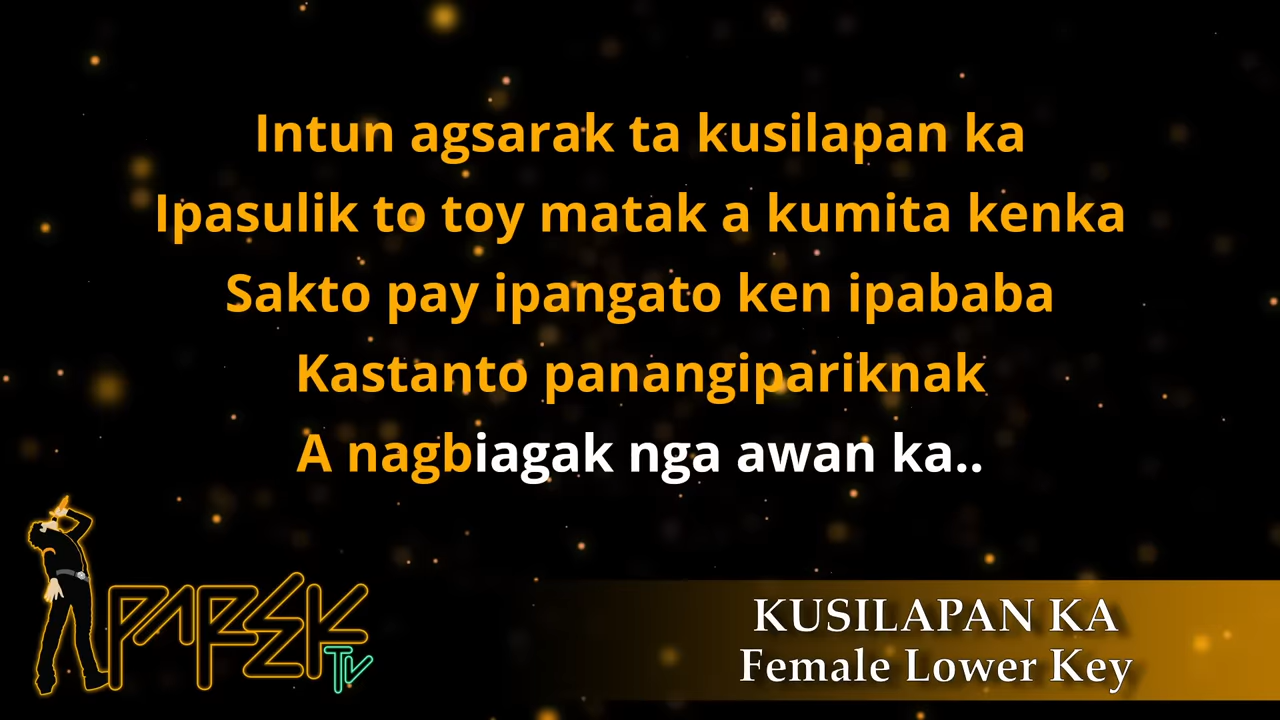 Intun agsarak ta kusilapan ka
Ipasulik to toy matak a kumita kenka
Sakto pay ipangato ken ipababa
Kastanto panangipariknak
A nagbiagak nga awan ka..
PAPEK
TV
KUSILAPAN KA
Female Lower Key